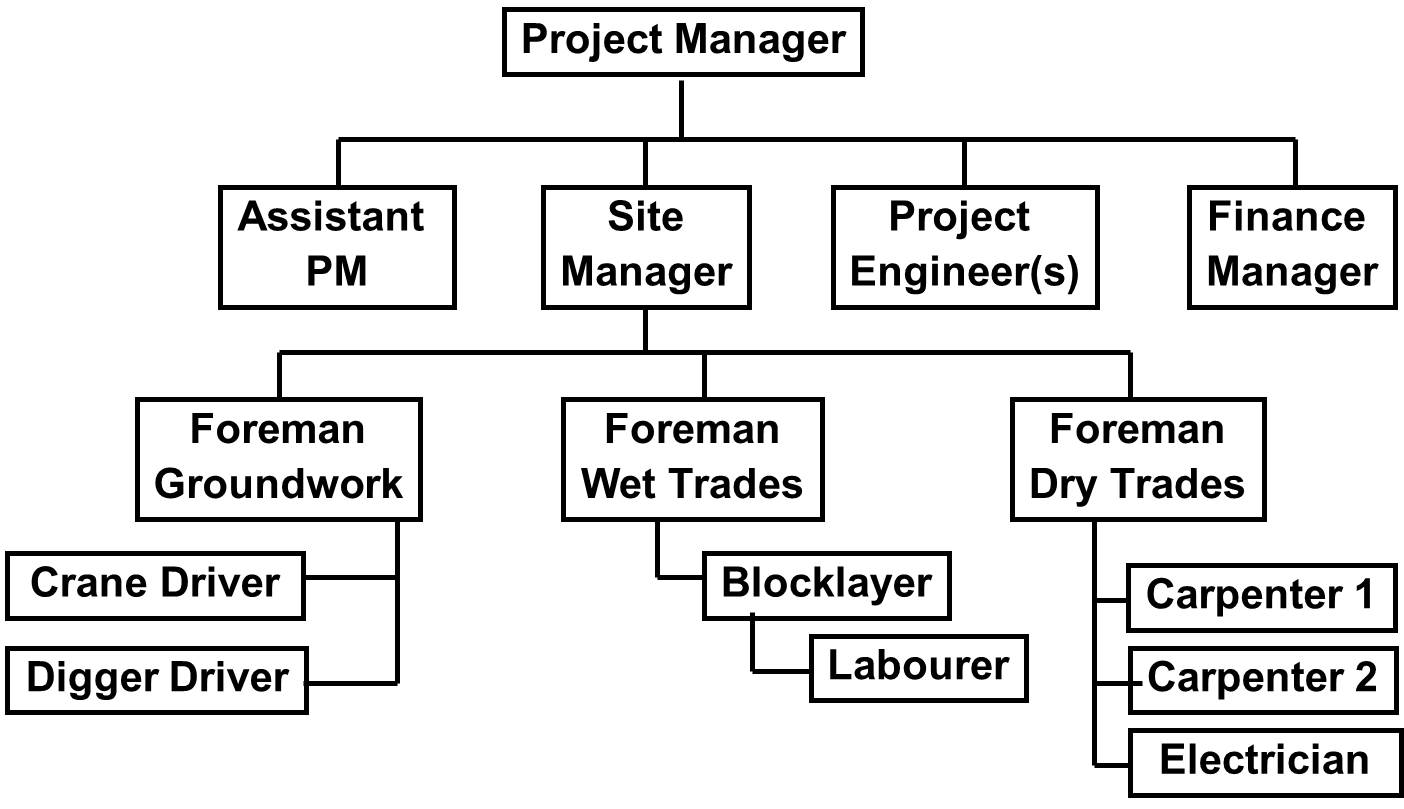 Project Manager
Assistant
PM
Site
Manager
Project
Engineer(s)
Finance
Manager
Foreman
Groundwork
Foreman
Wet Trades
Foreman
Dry Trades
Crane Driver
Digger Driver
Blocklayer
Labourer
Carpenter 1
Carpenter 2
Electrician